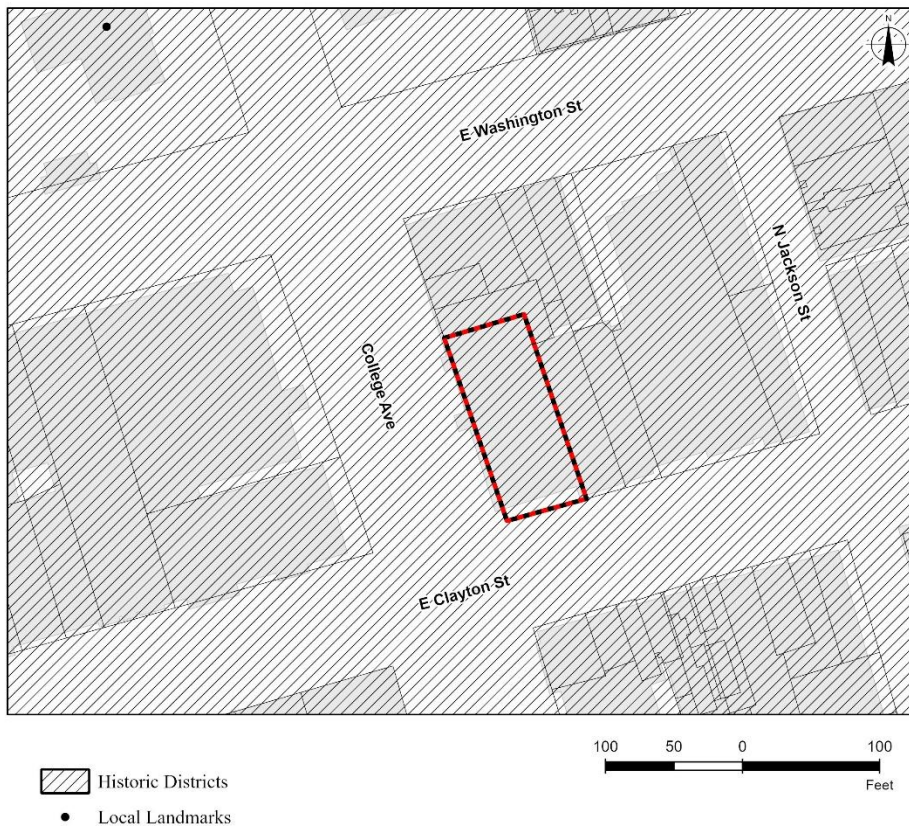 N
E Washington St
N Jackson St
College Ave
E Clayton St
100 50 0 100
Feet
Historic Districts
Local Landmarks